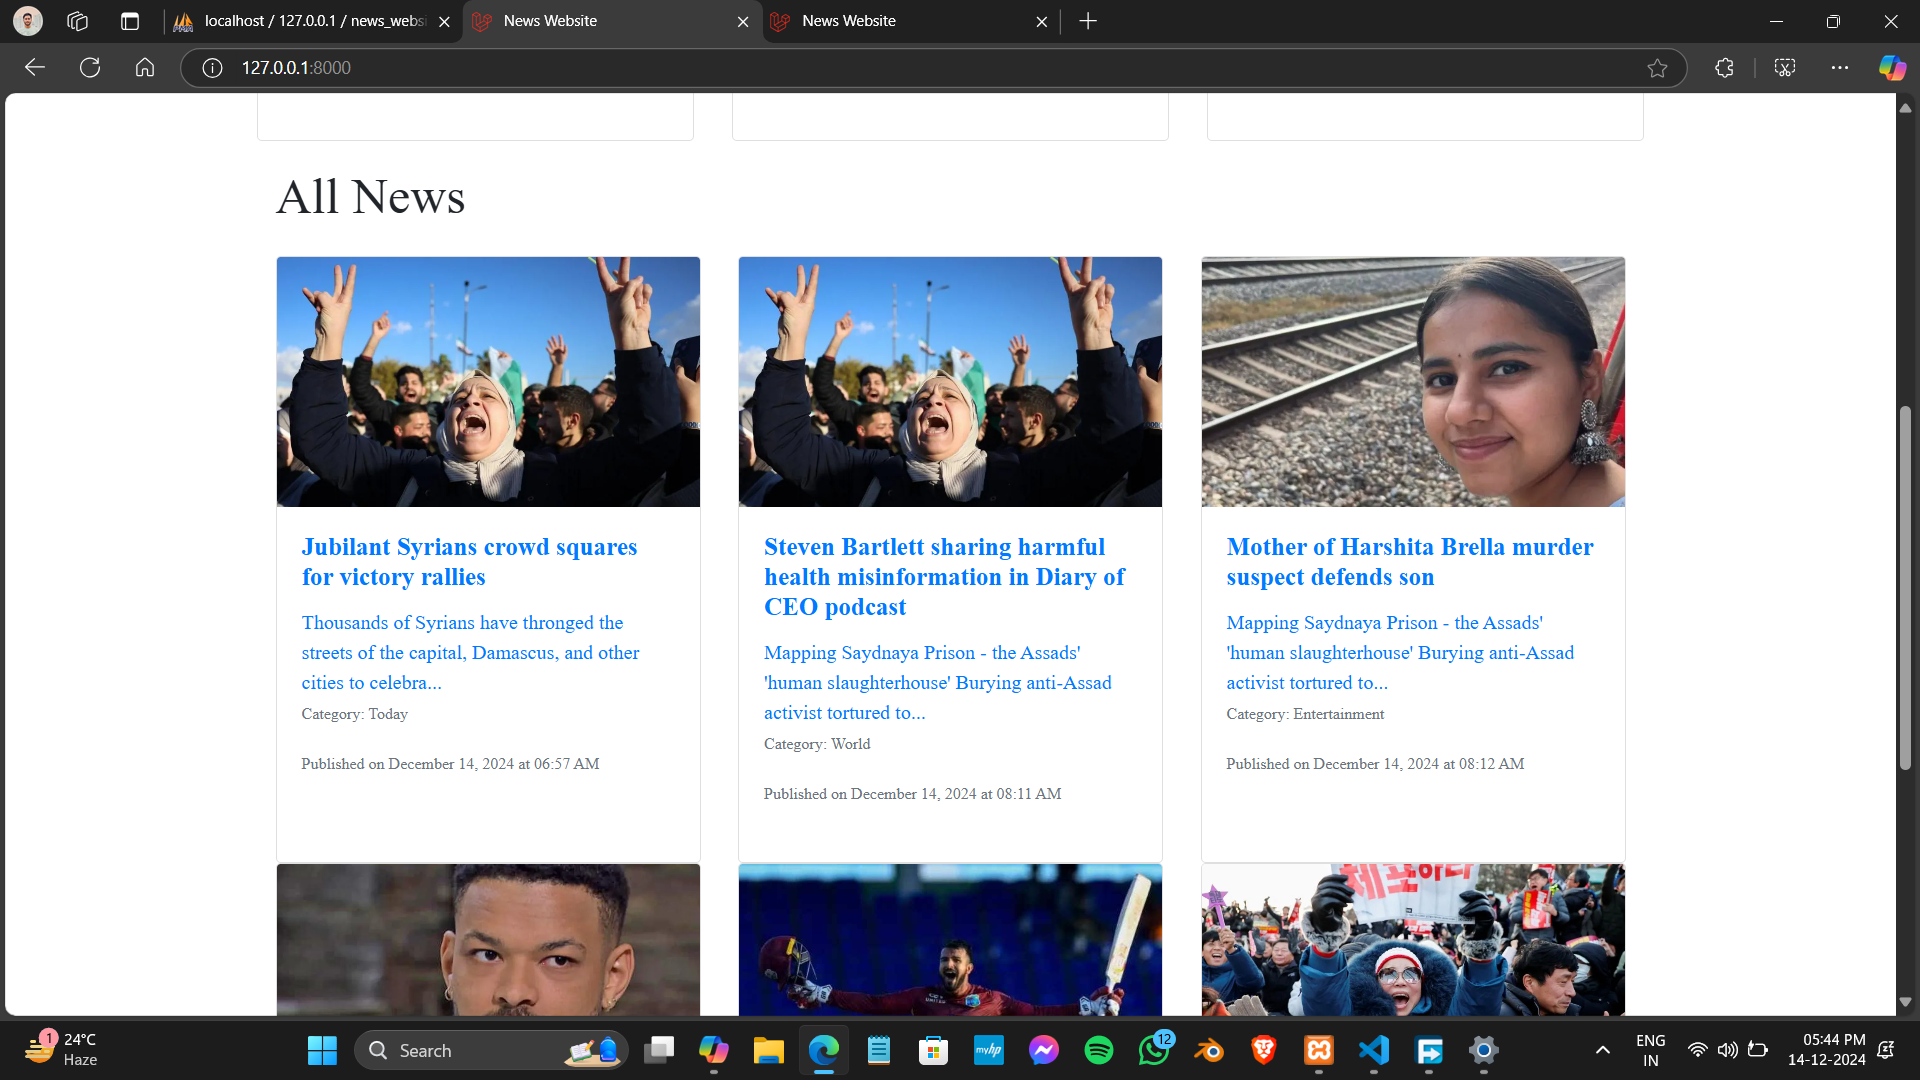 localhost / 127.0.0.1 / news_websi
News Website
News Website
127.0.0.1:8000
All News
Jubilant Syrians crowd squares
for victory rallies
Thousands of Syrians have thronged the
streets of the capital, Damascus, and other
cities to celebra...
Category: Today
Published on December 14, 2024 at 06:57 AM
Steven Bartlett sharing harmful
health misinformation in Diary of
CEO podcast
Mapping Saydnaya Prison - the Assads'
'human slaughterhouse' Burying anti-Assad
activist tortured to...
Category: World
Published on December 14, 2024 at 08:11 AM
Mother of Harshita Brella murder
suspect defends son
Mapping Saydnaya Prison - the Assads'
'human slaughterhouse' Burying anti-Assad
activist tortured to...
Category: Entertainment
Published on December 14, 2024 at 08:12 AM
1
24°C
Haze
Search
myhp
12
ENG
IN
05:44 PM
14-12-2024